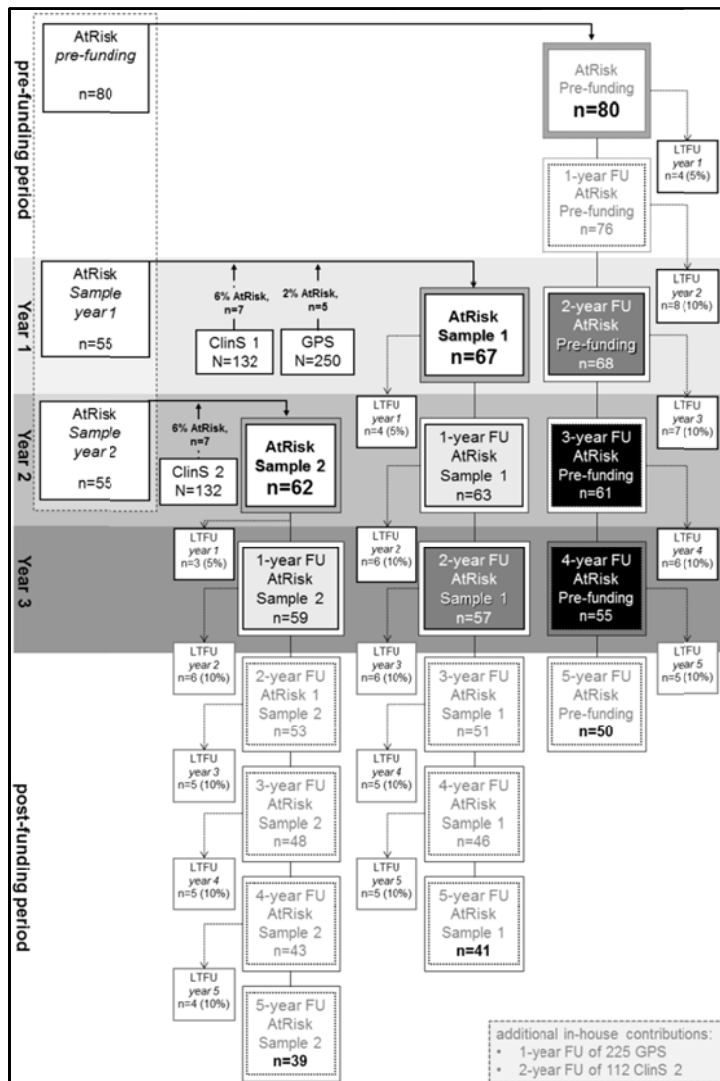 pre-funding period
AtRisk
pre-funding
n=80
AtRisk
Pre-funding
n=80
LTFU
year 1
n=4 (5%)
1-year FU
AtRisk
Pre-funding
n=76
LTFU
year 2
n=8 (10%)
Year 1
AtRisk
Sample
year 1
n=55
6% AtRisk,
n=7
ClinS 1
N=132
2% AtRisk,
n=5
GPS
N=250
AtRisk
Sample 1
n=67
2-year FU
AtRisk
Pre-funding
n=68
LTFU
year 1
n=4 (5%)
LTFU
year 3
n=7 (10%)
Year 2
AtRisk
Sample
year 2
n=55
6% AtRisk,
n=7
ClinS 2
N=132
AtRisk
Sample 2
n=62
1-year FU
AtRisk
Sample 1
n=63
3-year FU
AtRisk
Pre-funding
n=61
LTFU
year 1
n=3 (5%)
LTFU
year 2
n=6 (10%)
LTFU
year 4
n=6 (10%)
Year 3
1-year FU
AtRisk
Sample 2
n=59
2-year FU
AtRisk
Sample 1
n=57
4-year FU
AtRisk
Pre-funding
n=55
LTFU
year 2
n=6 (10%)
LTFU
year 3
n=6 (10%)
LTFU
year 5
n=5 (10%)
post-funding period
2-year FU
AtRisk 1
Sample 2
n=53
3-year FU
AtRisk
Sample 1
n=51
5-year FU
AtRisk
Pre-funding
n=50
LTFU
year 3
n=5 (10%)
LTFU
year 4
n=5 (10%)
3-year FU
AtRisk
Sample 2
n=48
4-year FU
AtRisk
Sample 1
n=46
LTFU
year 4
n=5 (10%)
LTFU
year 5
n=5 (10%)
4-year FU
AtRisk
Sample 2
n=43
5-year FU
AtRisk
Sample 1
n=41
LTFU
year 5
n=4 (10%)
5-year FU
AtRisk
Sample 2
n=39
additional in-house contributions:
• 1-year FU of 225 GPS
• 2-year FU of 112 ClinS 2